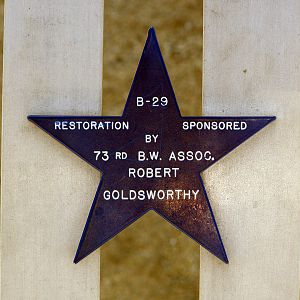 B-29
RESTORATION SPONSORED
BY
73 RD B.W. ASSOC.
ROBERT
GOLDSWORTHY